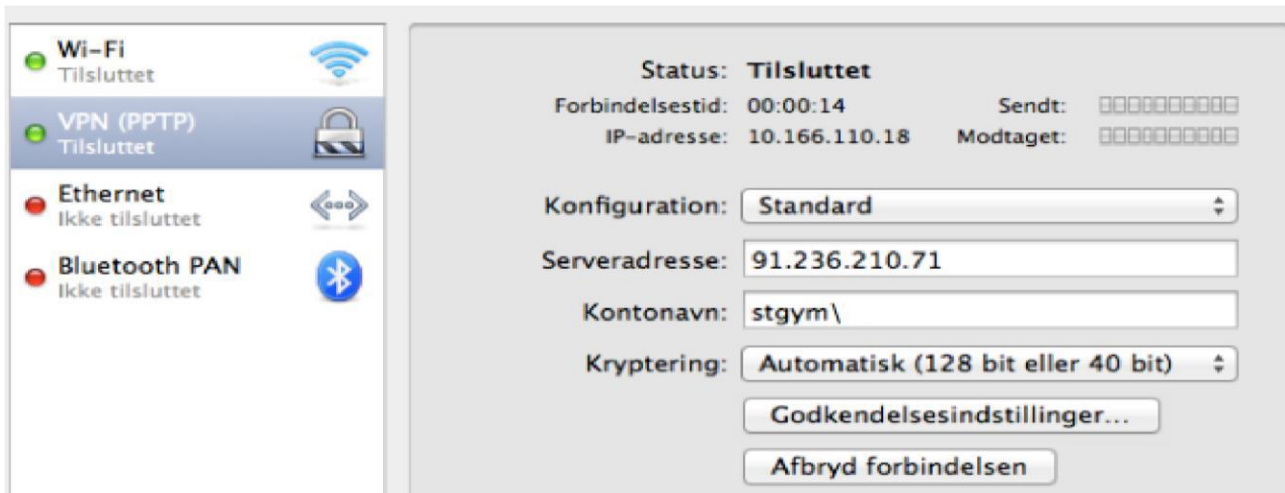 Wi-Fi
Tilsluttet
VPN (PPTP)
Tilsluttet
Ethernet
Ikke tilsluttet
Bluetooth PAN
Ikke tilsluttet
Status: Tilsluttet
Forbindelsestid: 00:00:14 Sendt:
IP-adresse: 10.166.110.18 Modtaget:
Konfiguration: Standard
Serveradresse: 91.236.210.71
Kontonavn: stgym\
Kryptering: Automatisk (128 bit eller 40 bit)
Godkendelsesindstillinger...
Afbryd forbindelsen